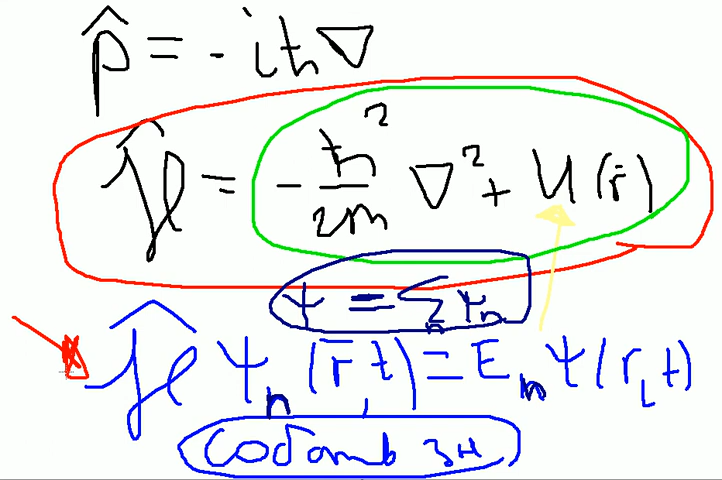 p̂ = - iħ∇
Ĥ = - ħ²/2m ∇² + U(r̄)
ψ = Σₙ ψₙ
Ĥ ψₙ(r̄, t) = Eₙ ψ(r, t)
собств зн